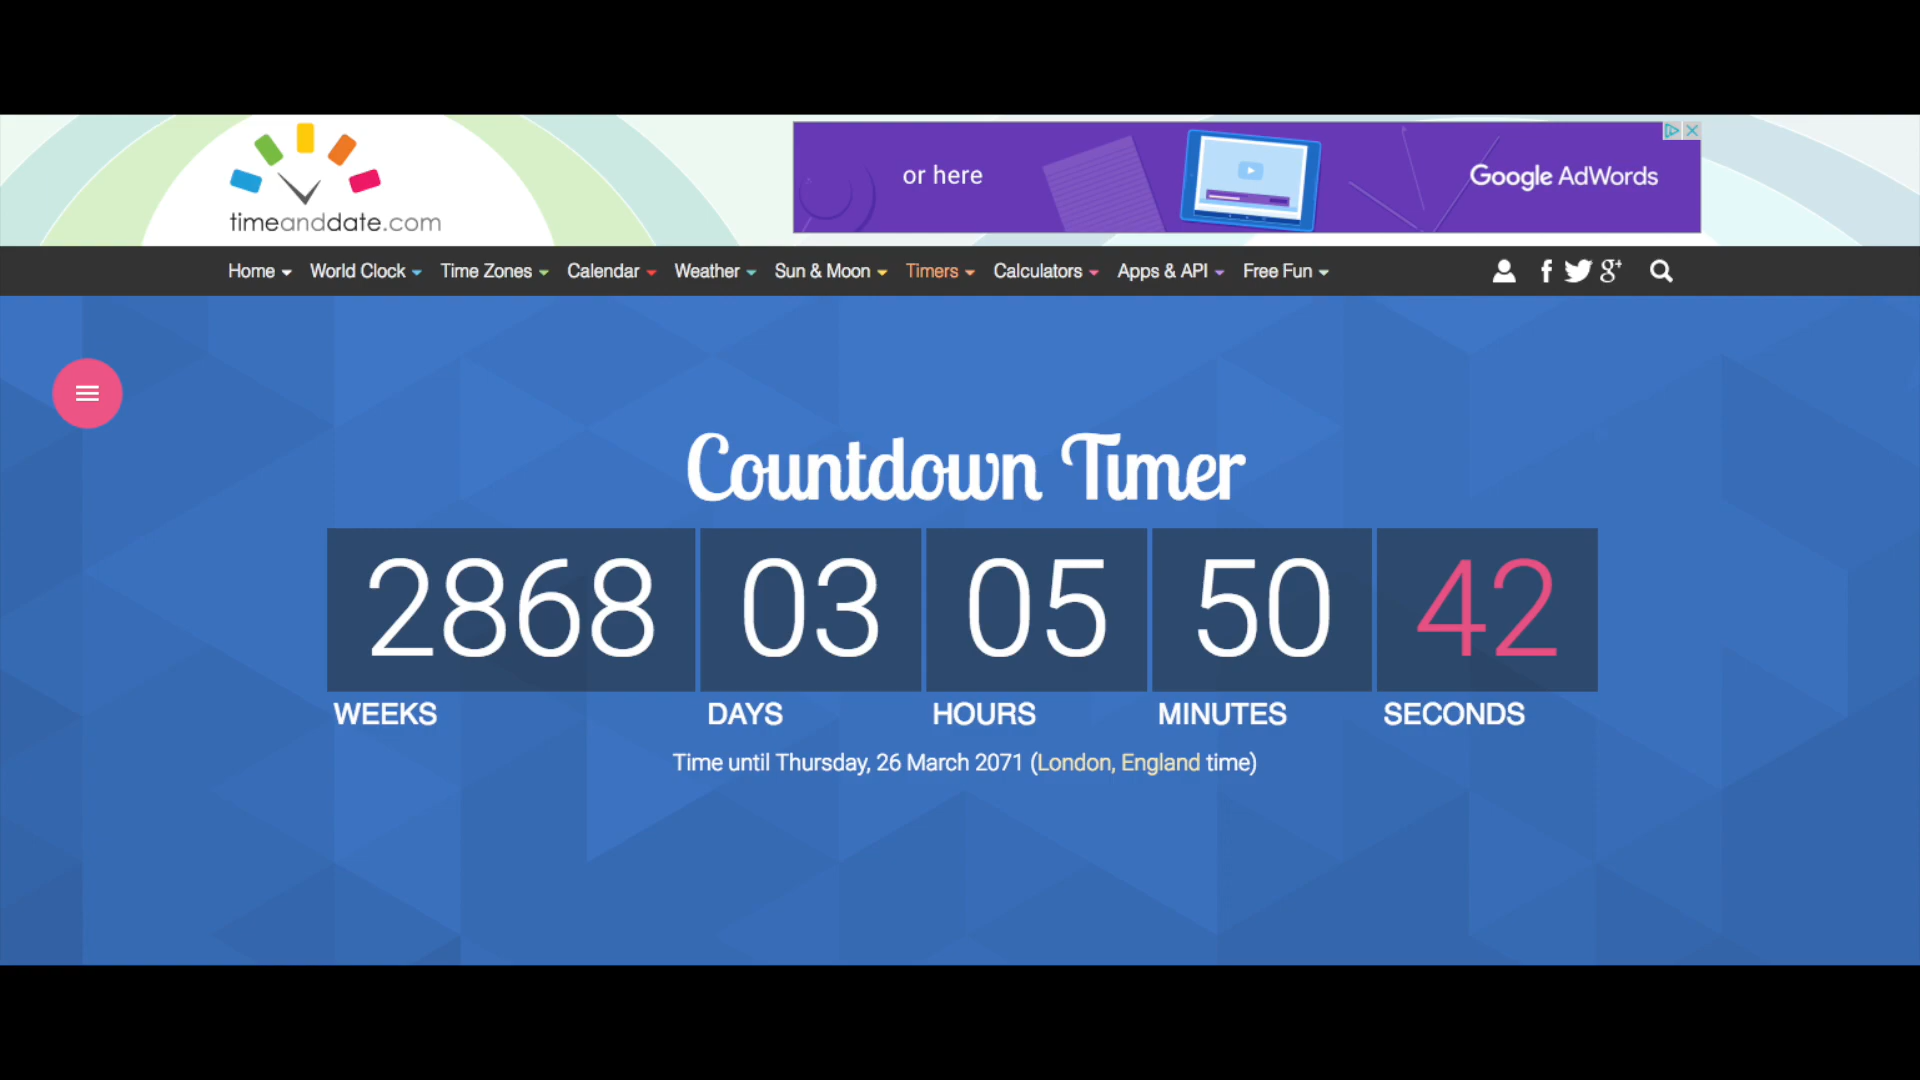 timeanddate.com
or here
Google AdWords
Home World Clock Time Zones Calendar Weather Sun & Moon Timers Calculators Apps & API Free Fun
Countdown Timer
2868 03 05 50 42
WEEKS DAYS HOURS MINUTES SECONDS
Time until Thursday, 26 March 2071 (London, England time)